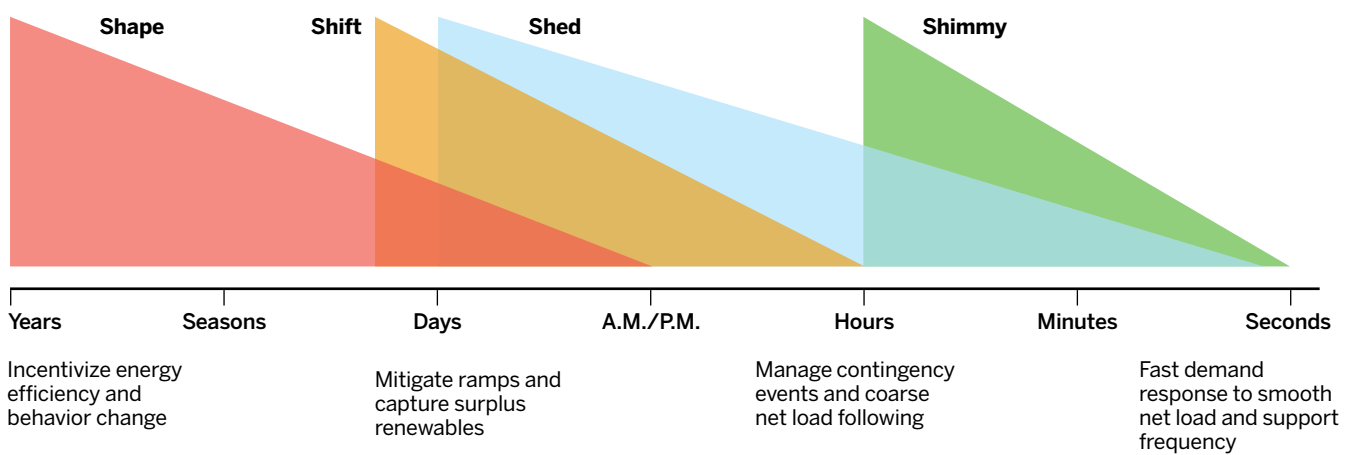 Shape
Shift
Shed
Shimmy
Years
Seasons
Days
A.M./P.M.
Hours
Minutes
Seconds
Incentivize energy
efficiency and
behavior change
Mitigate ramps and
capture surplus
renewables
Manage contingency
events and coarse
net load following
Fast demand
response to smooth
net load and support
frequency